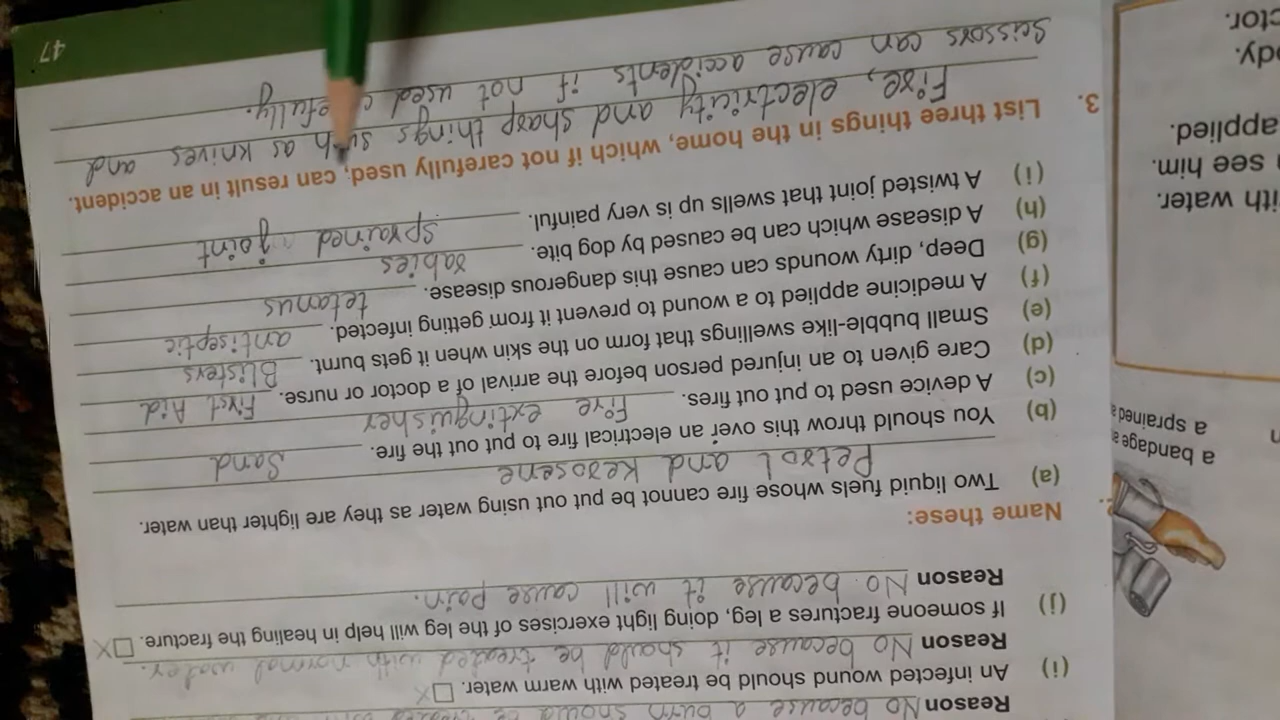 Reason No because a burn should be
(i) An infected wound should be treated with warm water. X
Reason No because it should be treated with normal water.
(j) If someone fractures a leg, doing light exercises of the leg will help in healing the fracture. X
Reason No because it will cause pain.
Name these:
(a) Two liquid fuels whose fire cannot be put out using water as they are lighter than water.
Petrol and Kerosene
(b) You should throw this over an electrical fire to put out the fire. Sand
(c) A device used to put out fires. Fire extinguisher
(d) Care given to an injured person before the arrival of a doctor or nurse. First Aid
(e) Small bubble-like swellings that form on the skin when it gets burnt. Blisters
(f) A medicine applied to a wound to prevent it from getting infected. antiseptic
(g) Deep, dirty wounds can cause this dangerous disease. tetanus
(h) A disease which can be caused by dog bite. rabies
(i) A twisted joint that swells up is very painful. Sprained a joint
3. List three things in the home, which if not carefully used, can result in an accident.
Fire, electricity and sharp things such as knives and
Scissors can cause accidents if not used carefully.
47
a bandage a
a sprained a
ith water.
see him.
applied.
dy.
ctor.